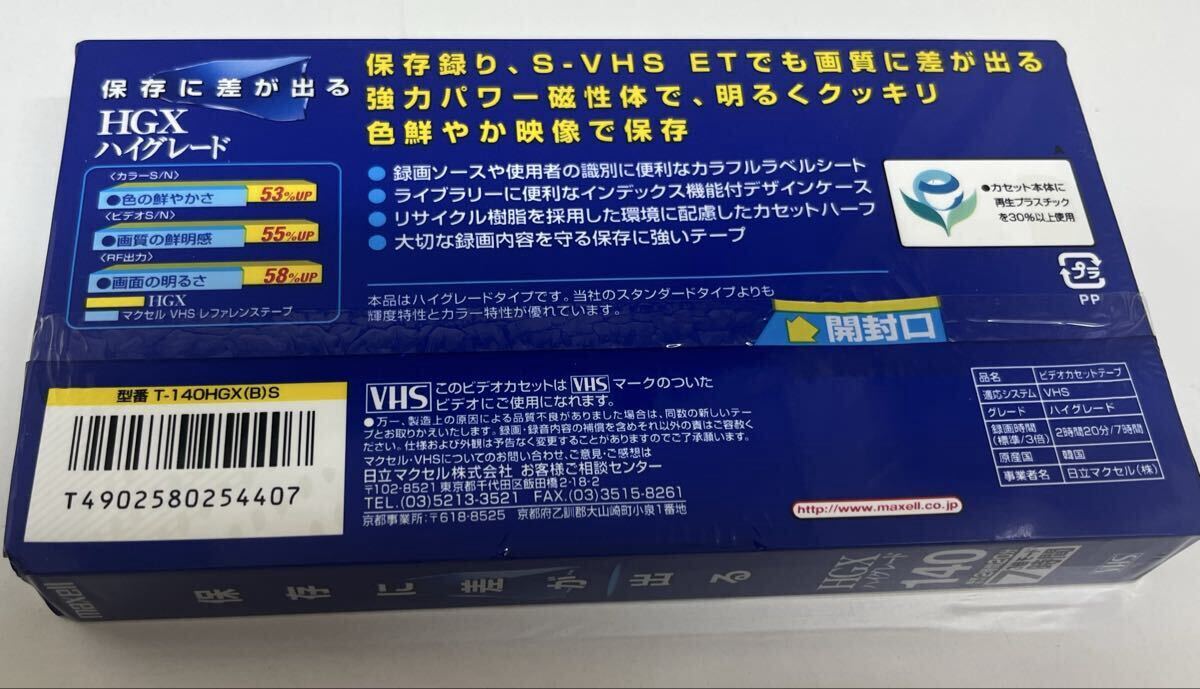 保存に差が出る
HGX
ハイグレード
〈カラーS/N〉
●色の鮮やかさ 53%UP
〈ビデオS/N〉
●画質の鮮明感 55%UP
〈RF出力〉
●画面の明るさ 58%UP
HGX
マクセル VHS レファレンステープ
保存録り、S-VHS ETでも画質に差が出る
強力パワー磁性体で、明るくクッキリ
色鮮やか映像で保存
●録画ソースや使用者の識別に便利なカラフルラベルシート
●ライブラリーに便利なインデックス機能付デザインケース
●リサイクル樹脂を採用した環境に配慮したカセットハーフ
●大切な録画内容を守る保存に強いテープ
本品はハイグレードタイプです。当社のスタンダードタイプよりも
輝度特性とカラー特性が優れています。
●カセット本体に
再生プラスチック
を30%以上使用
プラ
PP
開封口
型番 T-140HGX(B)S
T4902580254407
VHS このビデオカセットは VHS マークのついた
ビデオにご使用になれます。
●万一、製造上の原因による品質不良がありました場合は、同数の新しいテー
プとお取りかえいたします。録画・録音内容の補償を含めそれ以外の責はご容赦く
ださい。仕様および外観は予告なく変更することがありますのでご了承願います。
マクセル・VHSについてのお問い合わせ、ご意見・ご感想は
日立マクセル株式会社 お客様ご相談センター
〒102-8521 東京都千代田区飯田橋2-18-2
TEL.(03)5213-3521 FAX.(03)3515-8261
京都事業所:〒618-8525 京都府乙訓郡大山崎町小泉1番地
http://www.maxell.co.jp
品名 ビデオカセットテープ
適応システム VHS
グレード ハイグレード
録画時間
(標準/3倍) 2時間20分/7時間
原産国 韓国
事業者名 日立マクセル(株)
maxell
保存に差が出る
HGX
ハイグレード
140
7時間
VHS